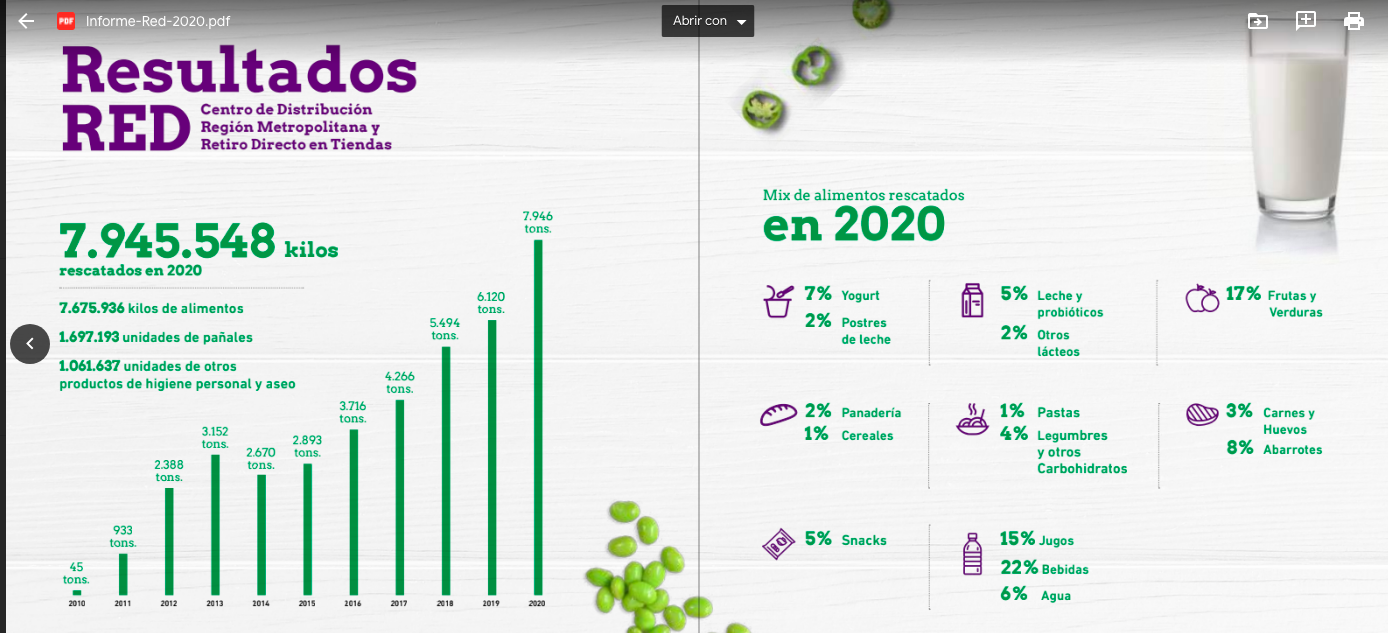 Informe-Red-2020.pdf
Abrir con
Resultados
RED
Centro de Distribución
Región Metropolitana y
Retiro Directo en Tiendas
7.945.548 kilos
rescatados en 2020
7.675.936 kilos de alimentos
1.697.193 unidades de pañales
1.061.637 unidades de otros
productos de higiene personal y aseo
45
tons.
933
tons.
2.388
tons.
3.152
tons.
2.670
tons.
2.893
tons.
3.716
tons.
4.266
tons.
5.494
tons.
6.120
tons.
7.946
tons.
2010 2011 2012 2013 2014 2015 2016 2017 2018 2019 2020
Mix de alimentos rescatados
en 2020
7% Yogurt
2% Postres
de leche
5% Leche y
probióticos
2% Otros
lácteos
17% Frutas y
Verduras
2% Panadería
1% Cereales
1% Pastas
4% Legumbres
y otros
Carbohidratos
3% Carnes y
Huevos
8% Abarrotes
5% Snacks
15% Jugos
22% Bebidas
6% Agua